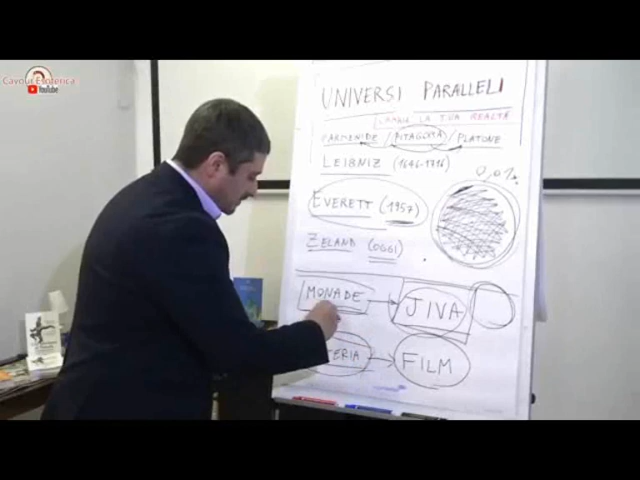 Cavour Esoterica
YouTube
UNIVERSI PARALLELI
CAMBIA LA TUA REALTÀ
PARMENIDE / PITAGORA / PLATONE
LEIBNIZ (1646-1716)
0,0%
EVERETT (1957)
ZELAND (OGGI)
MONADE
JIVA
FILM